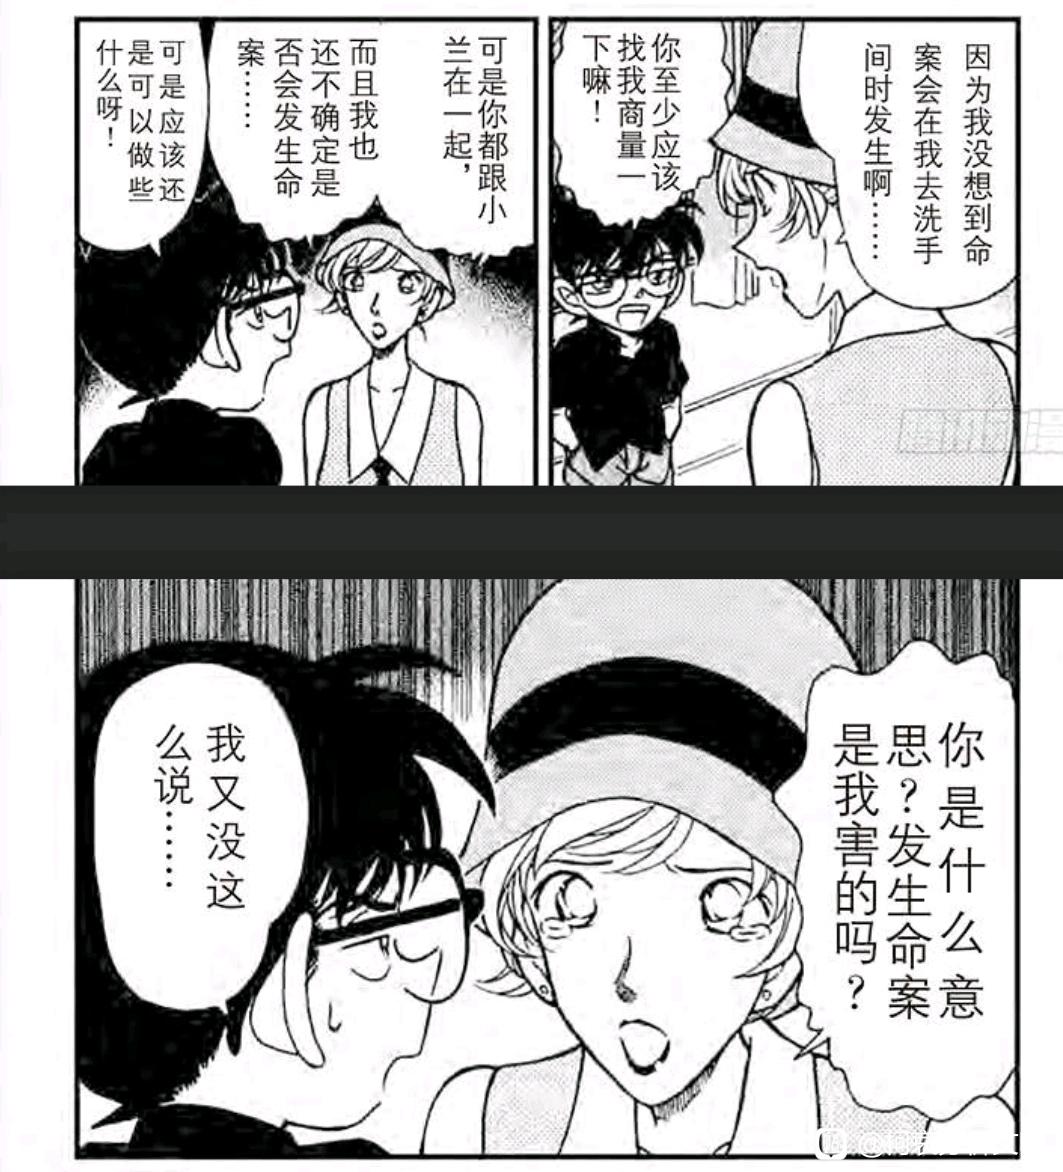 因为我没想到命
案会在我去洗手
间时发生啊……
你至少应该
找我商量一
下嘛！
可是你都跟小
兰在一起，
而且我也
还不确定是
否会发生命
案……
可是应该还
是可以做些
什么呀！
你是什么意
思？发生命案
是我害的吗？
我又没这
么说……